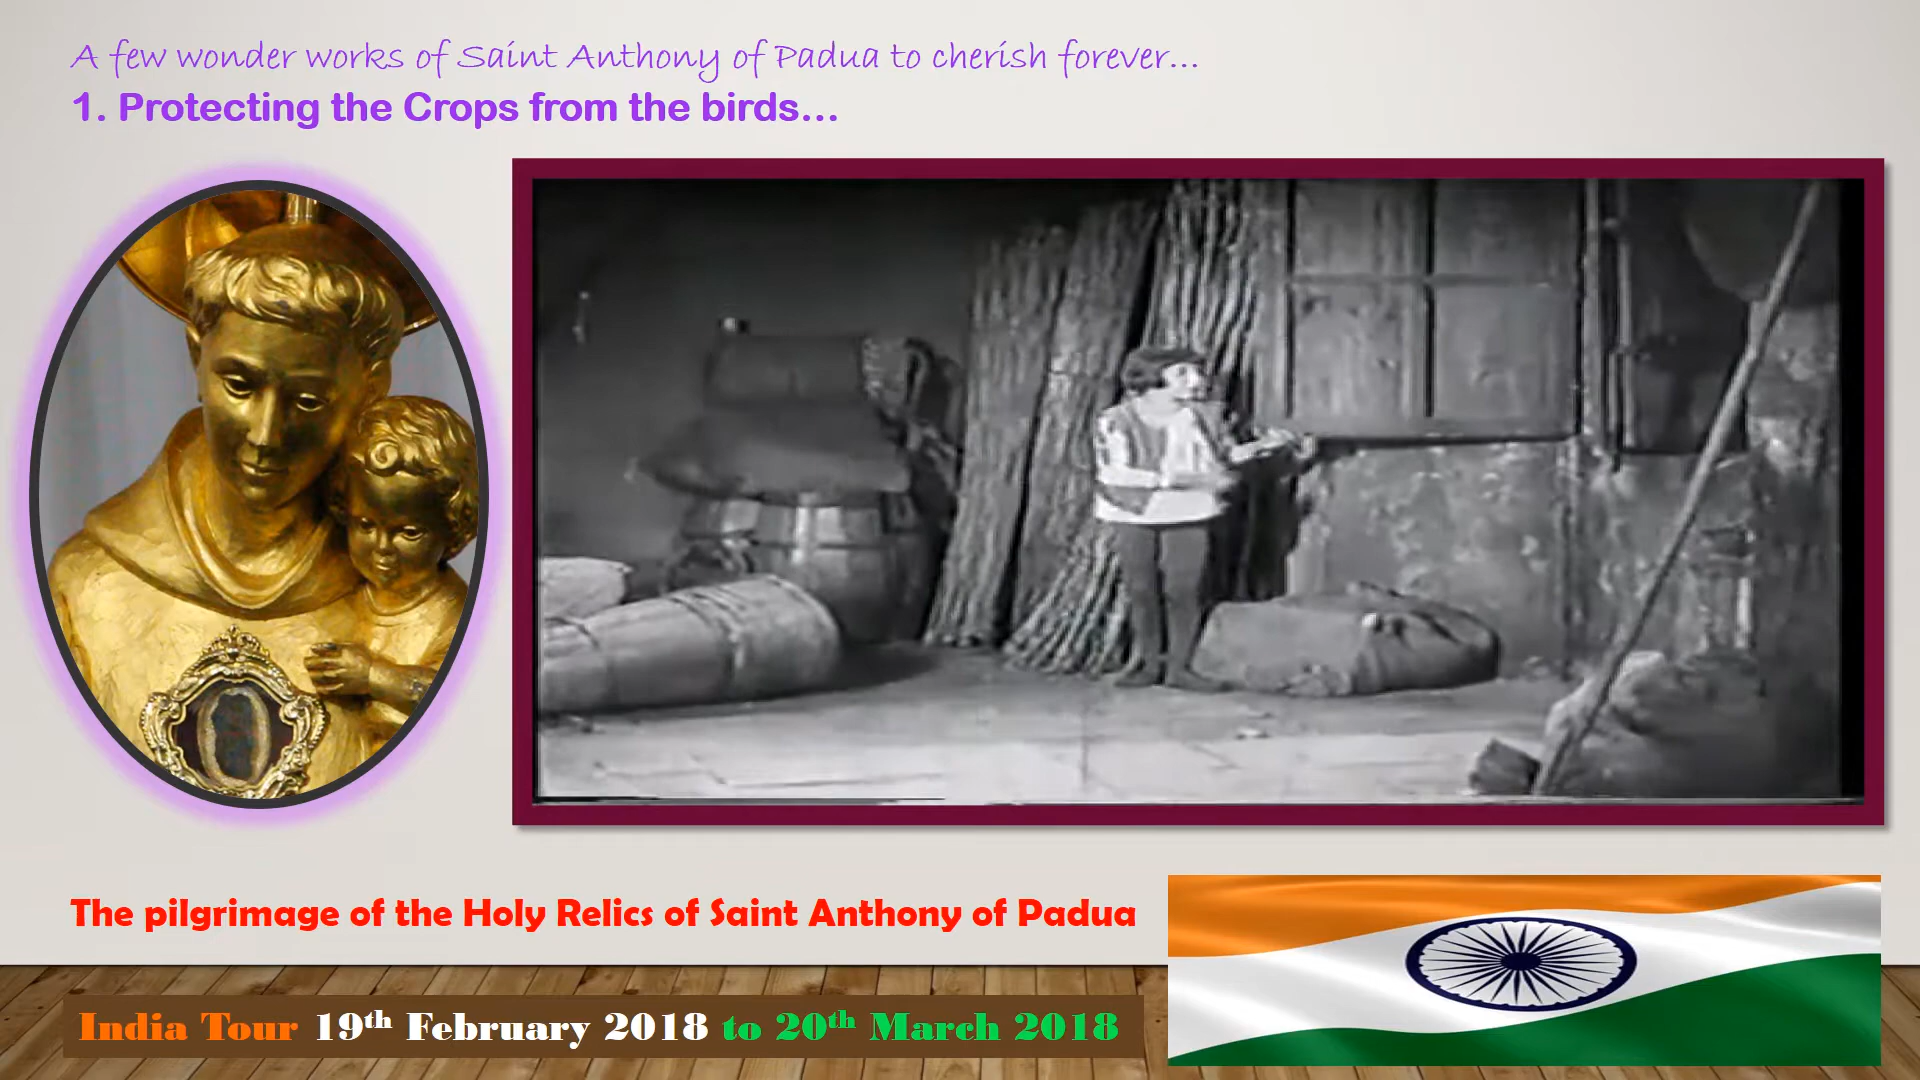 A few wonder works of Saint Anthony of Padua to cherish forever...
1. Protecting the Crops from the birds...
The pilgrimage of the Holy Relics of Saint Anthony of Padua
India Tour 19th February 2018 to 20th March 2018